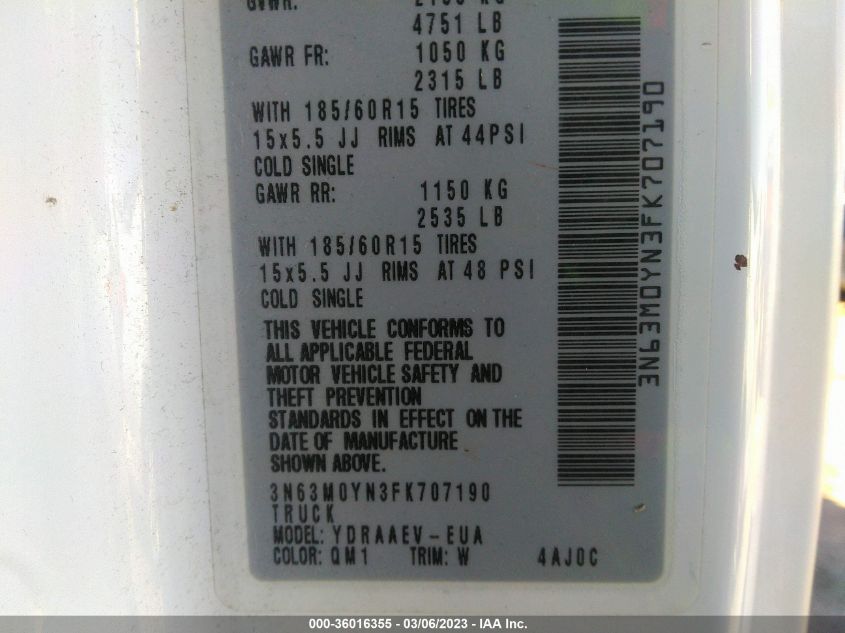 GVWR:
4751 LB
GAWR FR: 1050 KG
2315 LB
WITH 185/60R15 TIRES
15x5.5 JJ RIMS AT 44PSI
COLD SINGLE
GAWR RR: 1150 KG
2535 LB
WITH 185/60R15 TIRES
15x5.5 JJ RIMS AT 48 PSI
COLD SINGLE
THIS VEHICLE CONFORMS TO
ALL APPLICABLE FEDERAL
MOTOR VEHICLE SAFETY AND
THEFT PREVENTION
STANDARDS IN EFFECT ON THE
DATE OF MANUFACTURE
SHOWN ABOVE.
3N63M0YN3FK707190
TRUCK
MODEL: YDRAAEV-EUA
COLOR: QM1 TRIM: W 4AJ0C
3N63M0YN3FK707190
000-36016355 — 03/06/2023 — IAA Inc.